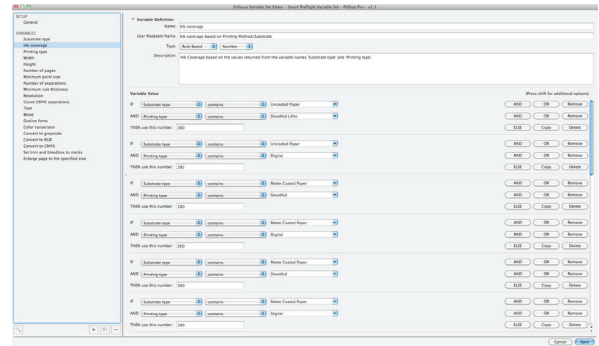 Enfocus Variable Set Editor - Smart Preflight Variable Set - PitStop Pro - v1.1
SETUP
General
VARIABLES
Substrate type
Ink coverage
Printing type
Width
Height
Number of pages
Minimum point size
Number of separations
Minimum rule thickness
Resolution
Count CMYK separations
Text
Bleed
Outline fonts
Color conversion
Convert to grayscale
Convert to RGB
Convert to CMYK
Set trim and bleedbox to marks
Enlarge page to the specified size
Variable Definition
Name: Ink coverage
User Readable Name: Ink coverage based on Printing Method/Substrate
Type: Rule Based Number
Description: Ink Coverage based on the values returned from the variable names 'Substrate type' and 'Printing type'.
Variable Value (Press shift for additional options)
IF Substrate type contains Uncoated Paper AND OR Remove
AND Printing type contains Sheetfed Litho AND OR Remove
THEN use this number: 280 ELSE Copy Delete
IF Substrate type contains Uncoated Paper AND OR Remove
AND Printing type contains Digital AND OR Remove
THEN use this number: ELSE Copy Delete
IF Substrate type contains Matte Coated Paper AND OR Remove
AND Printing type contains Sheetfed AND OR Remove
THEN use this number: ELSE Copy Delete
IF Substrate type contains Matte Coated Paper AND OR Remove
AND Printing type contains Digital AND OR Remove
THEN use this number: ELSE Copy Delete
IF Substrate type contains Matte Coated Paper AND OR Remove
AND Printing type contains Sheetfed AND OR Remove
THEN use this number: 300 ELSE Copy Delete
IF Substrate type contains Matte Coated Paper AND OR Remove
AND Printing type contains Digital AND OR Remove
THEN use this number: 280 ELSE Copy Delete
Cancel Save